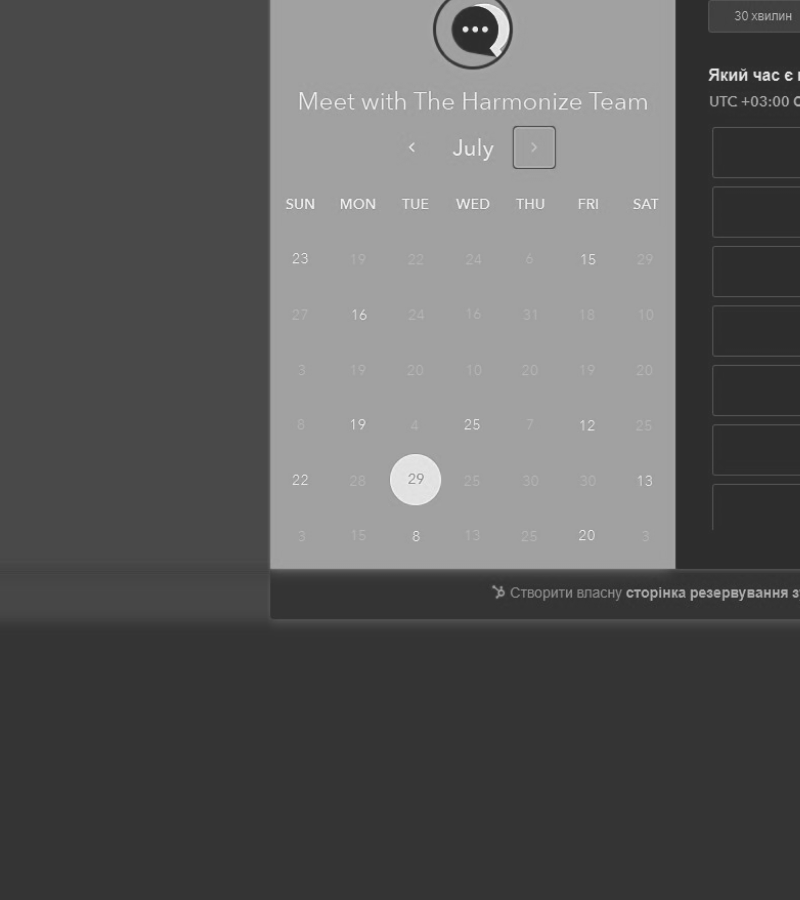 30 хвилин
Який час є
UTC +03:00
Meet with The Harmonize Team
July
SUN MON TUE WED THU FRI SAT
23 19 22 24 6 15 29
27 16 24 16 31 18 10
3 19 20 10 20 19 20
8 19 4 25 7 12 25
22 28 29 25 30 30 13
3 15 8 13 25 20 3
Створити власну сторінка резервування